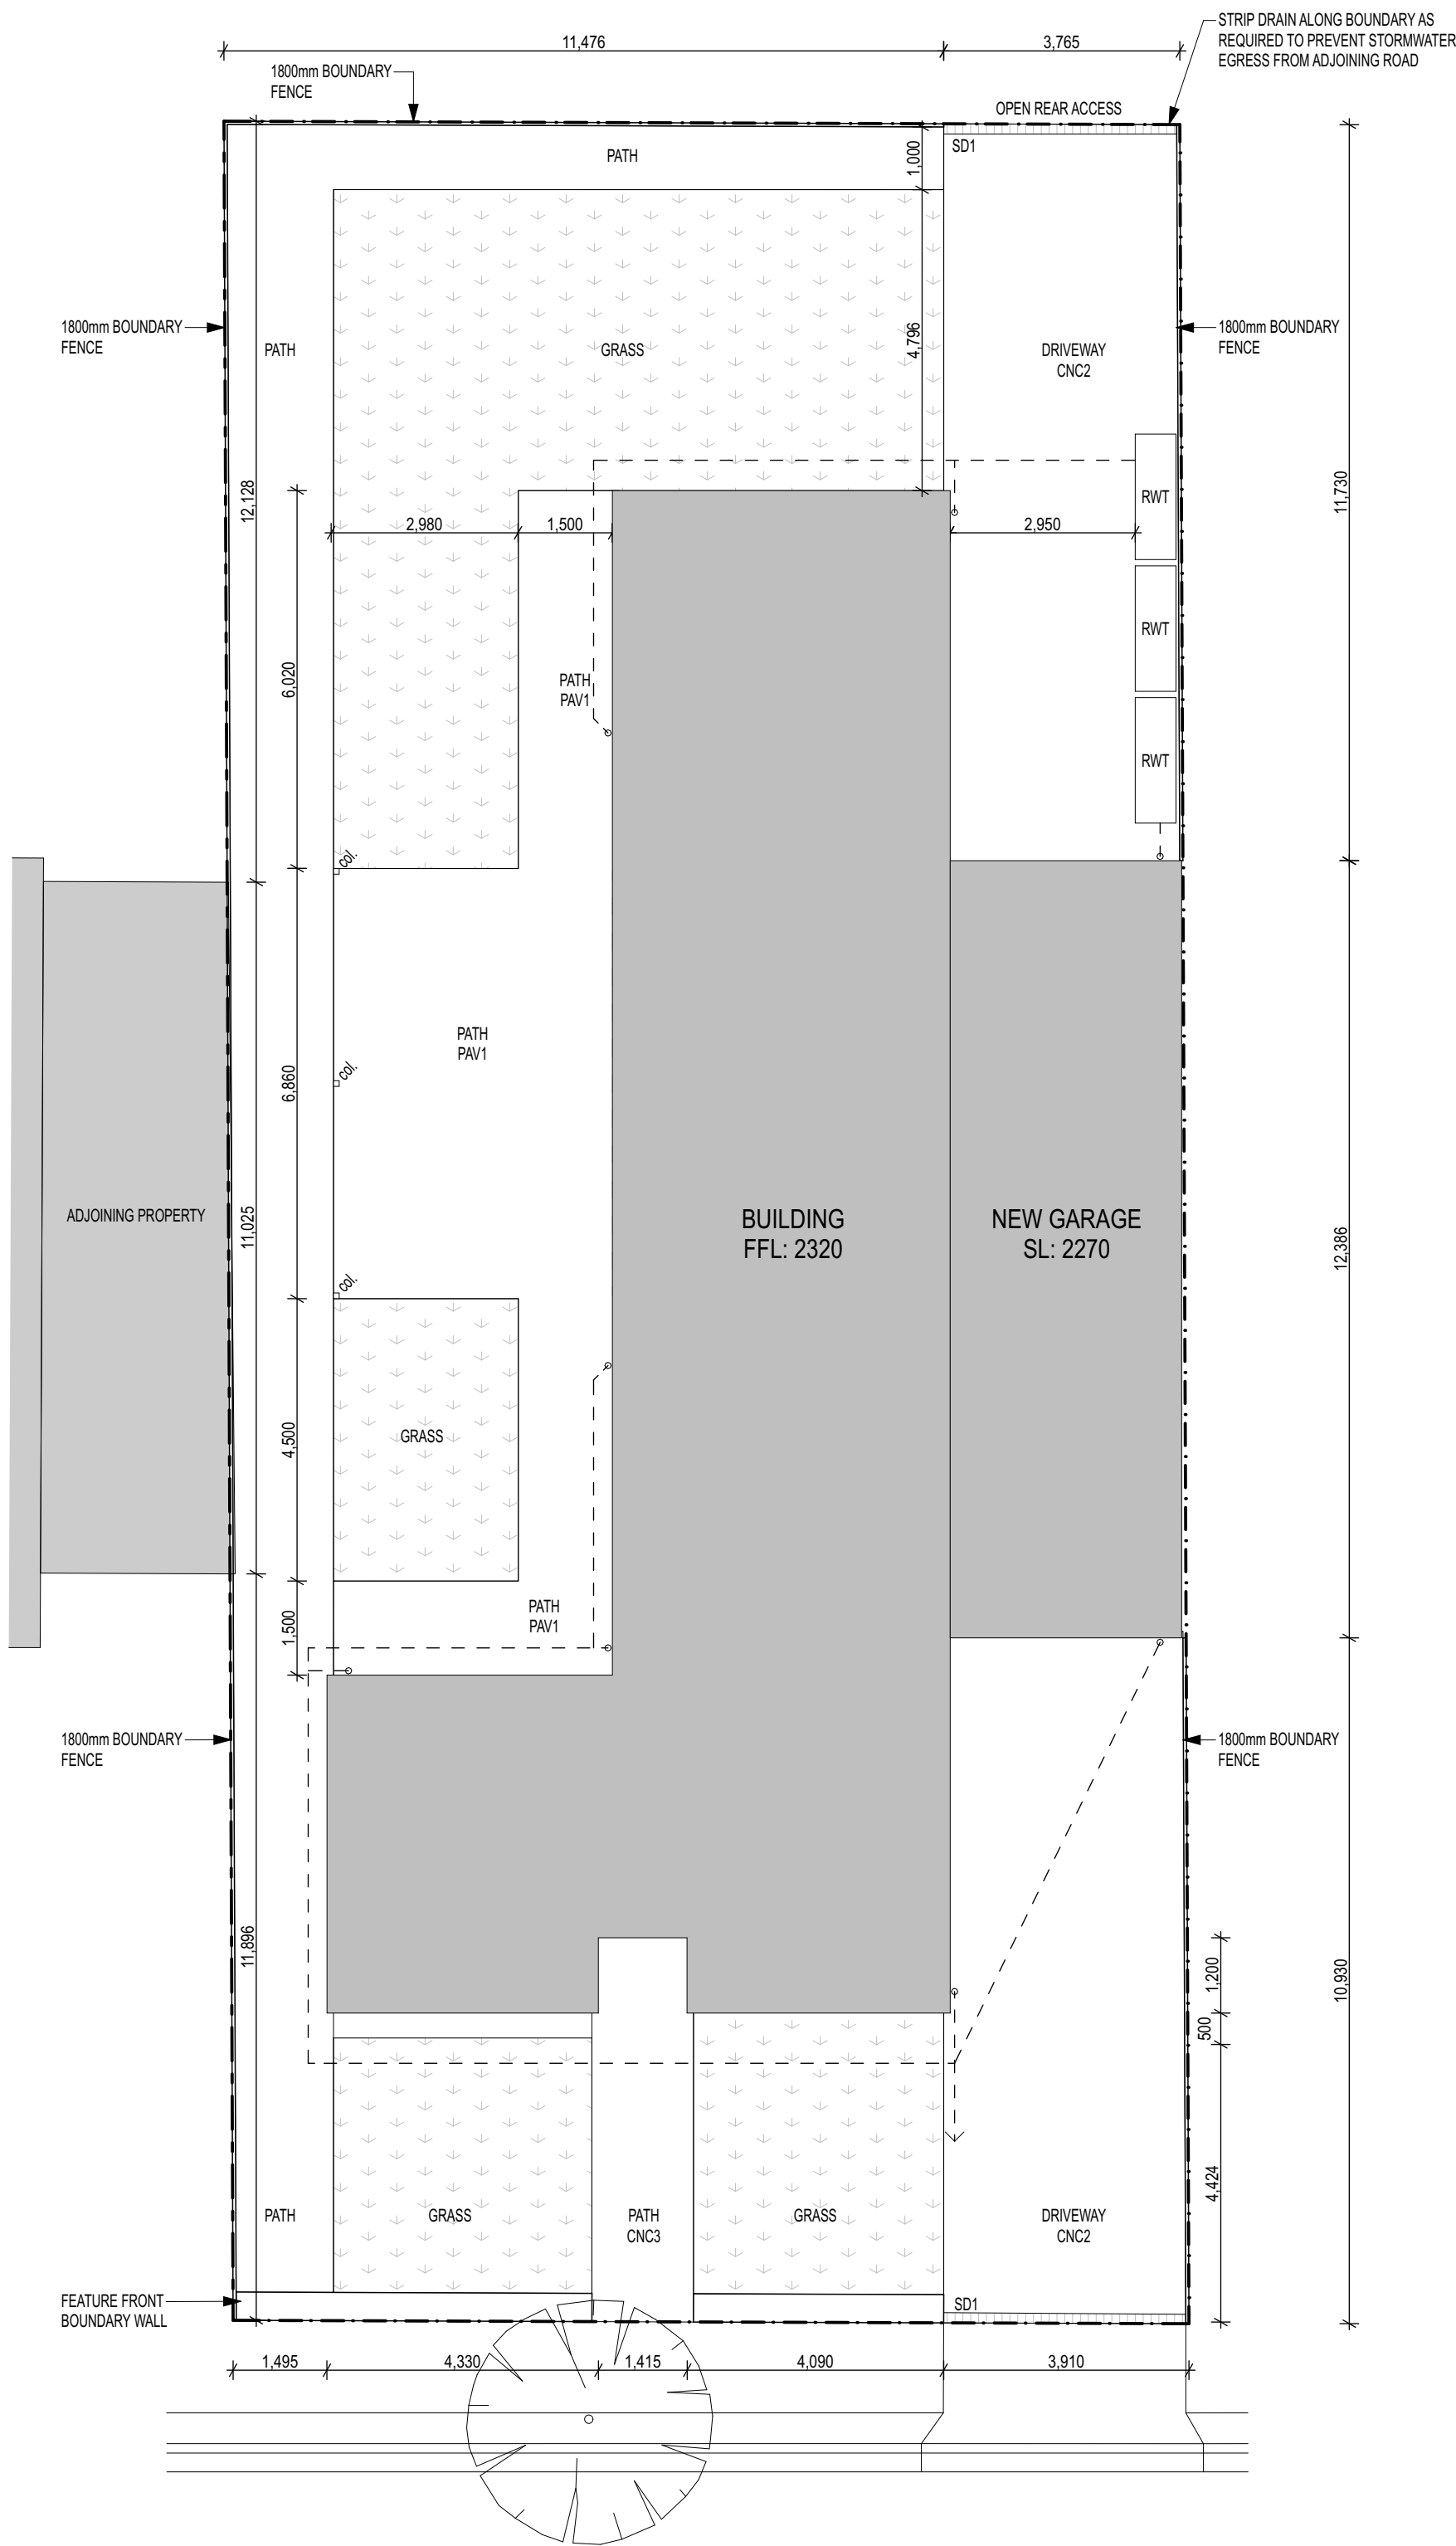 STRIP DRAIN ALONG BOUNDARY AS
REQUIRED TO PREVENT STORMWATER
EGRESS FROM ADJOINING ROAD
11,476
3,765
1800mm BOUNDARY
FENCE
OPEN REAR ACCESS
SD1
PATH
1,000
1800mm BOUNDARY
FENCE
PATH
GRASS
4,796
DRIVEWAY
CNC2
1800mm BOUNDARY
FENCE
12,128
11,730
RWT
2,980
1,500
2,950
RWT
6,020
PATH
PAV1
RWT
col.
PATH
PAV1
col.
6,860
ADJOINING PROPERTY
11,025
BUILDING
FFL: 2320
NEW GARAGE
SL: 2270
12,386
col.
4,500
GRASS
1,500
PATH
PAV1
1800mm BOUNDARY
FENCE
1800mm BOUNDARY
FENCE
11,896
1,200
10,930
500
4,424
PATH
GRASS
PATH
CNC3
GRASS
DRIVEWAY
CNC2
FEATURE FRONT
BOUNDARY WALL
SD1
1,495
4,330
1,415
4,090
3,910